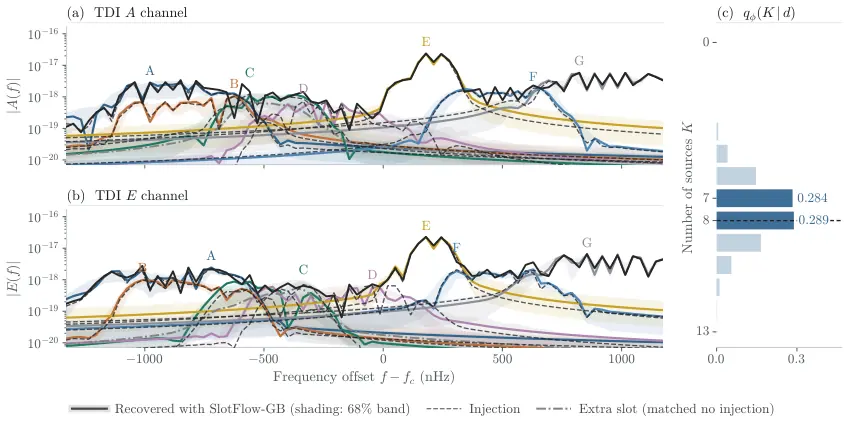 (a) TDI A channel
(c) qϕ(K | d)
|A(f)|
10⁻¹⁶
10⁻¹⁷
10⁻¹⁸
10⁻¹⁹
10⁻²⁰
A
B
C
D
E
F
G
(b) TDI E channel
|E(f)|
10⁻¹⁶
10⁻¹⁷
10⁻¹⁸
10⁻¹⁹
10⁻²⁰
B
A
C
D
E
F
G
−1000
−500
0
500
1000
Frequency offset f − fc (nHz)
Number of sources K
0
7
8
13
0.284
0.289
0.0
0.3
Recovered with SlotFlow-GB (shading: 68% band)
Injection
Extra slot (matched no injection)